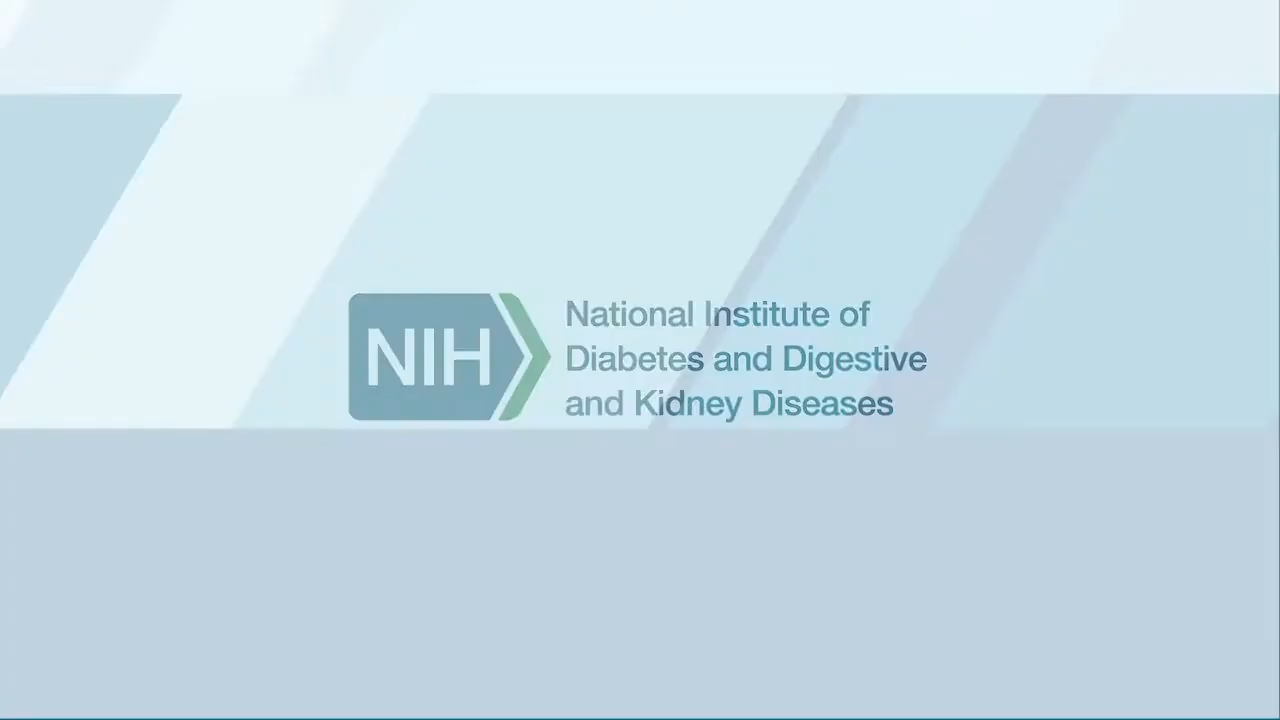 NIH
National Institute of
Diabetes and Digestive
and Kidney Diseases